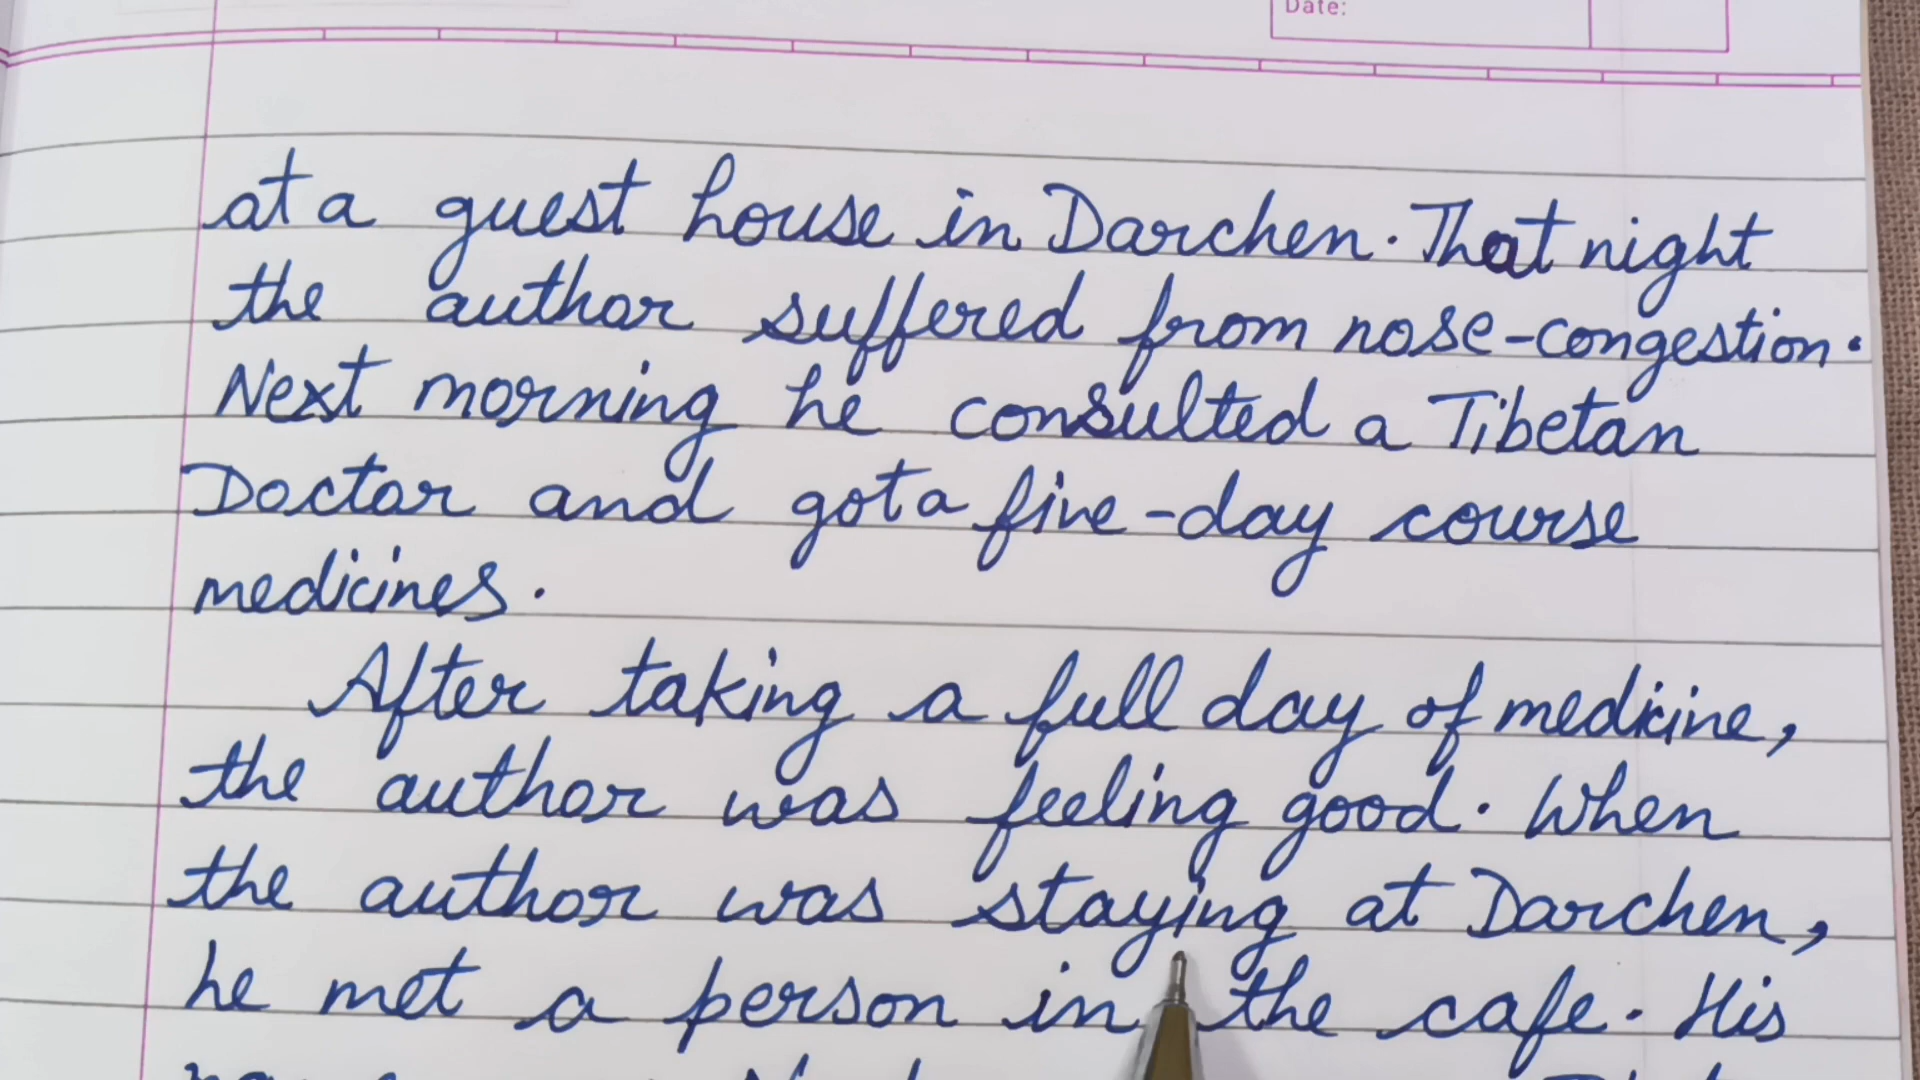 Date:
at a guest house in Darchen. That night
the author suffered from nose-congestion.
Next morning he consulted a Tibetan
Doctor and got a five-day course
medicines.
After taking a full day of medicine,
the author was feeling good. When
the author was staying at Darchen,
he met a person in the cafe. His